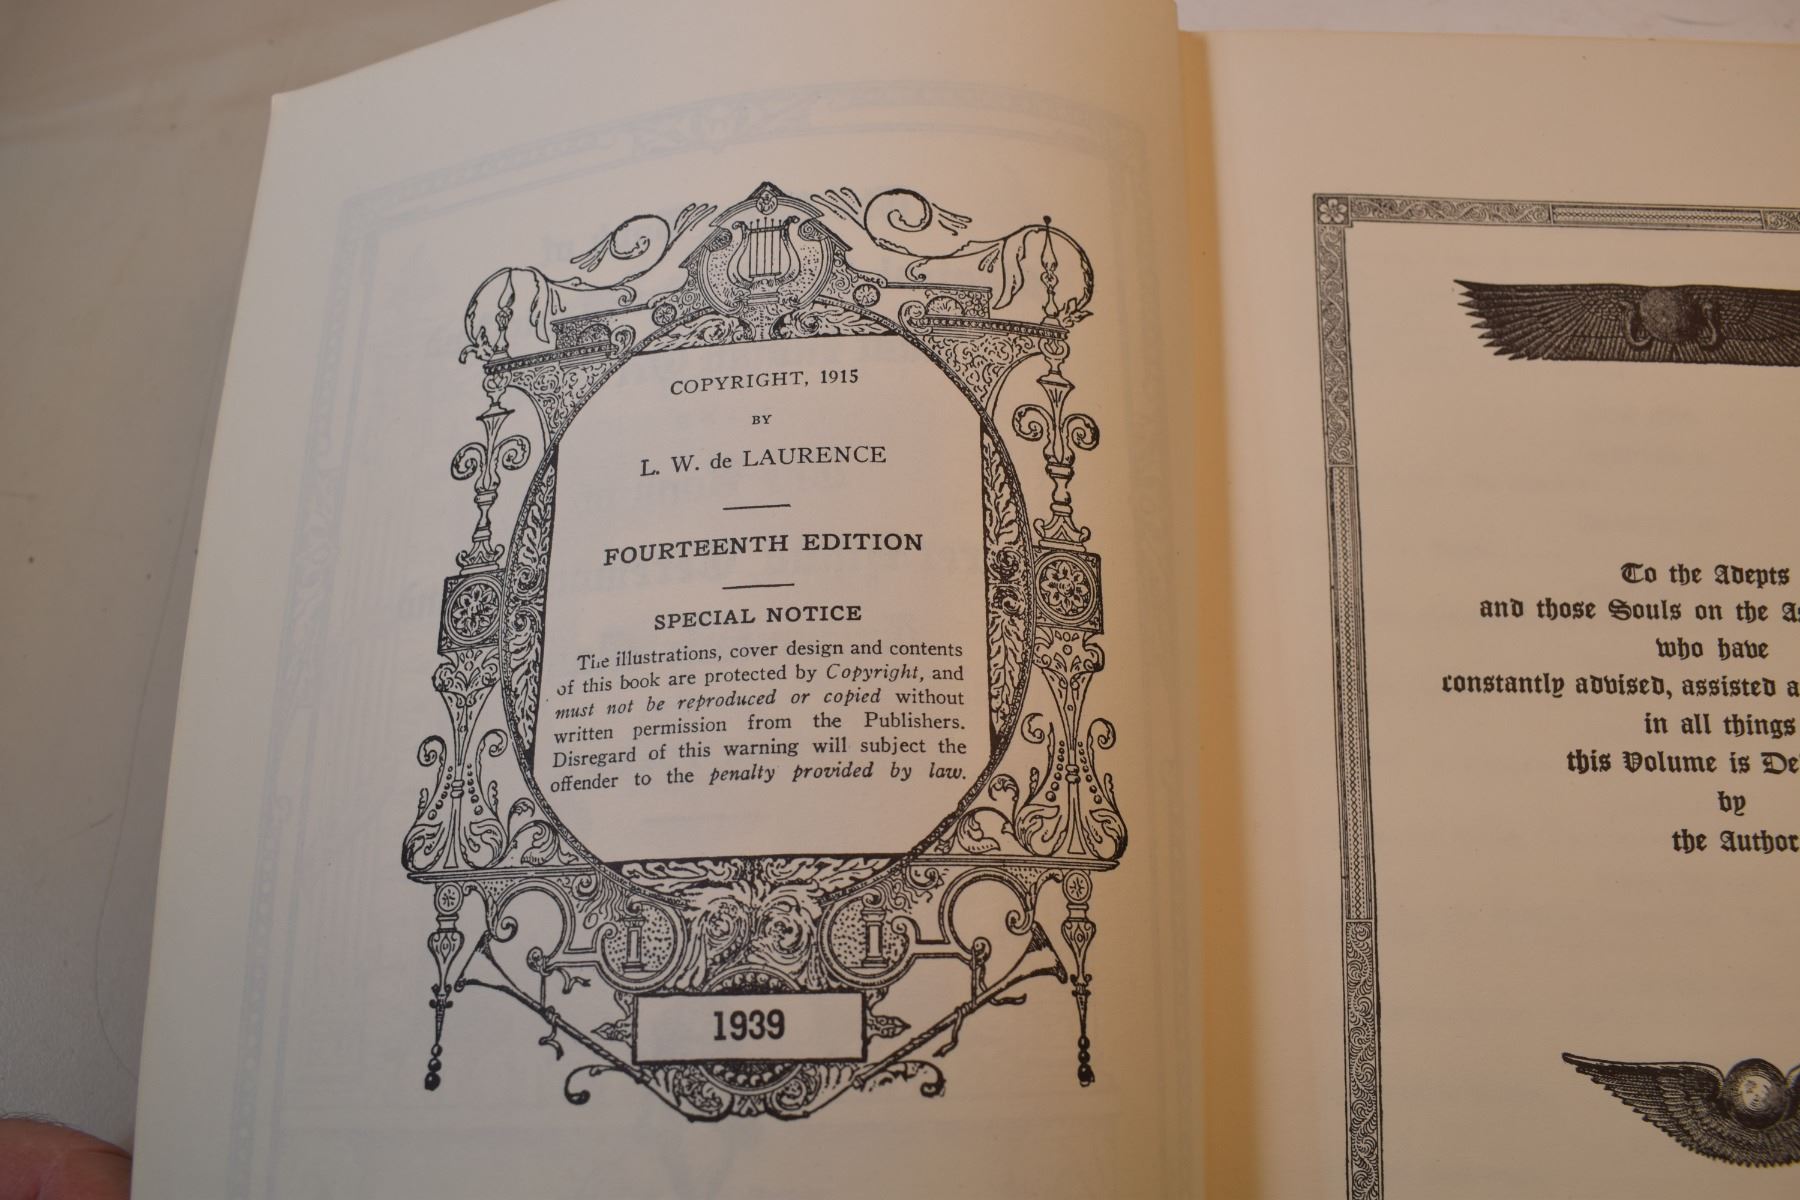 COPYRIGHT, 1915
BY
L. W. de LAURENCE
FOURTEENTH EDITION
SPECIAL NOTICE
The illustrations, cover design and contents
of this book are protected by Copyright, and
must not be reproduced or copied without
written permission from the Publishers.
Disregard of this warning will subject the
offender to the penalty provided by law.
1939
To the Adepts
and those Souls on the
who have
constantly advised, assisted
in all things
this Volume is
by
the Author